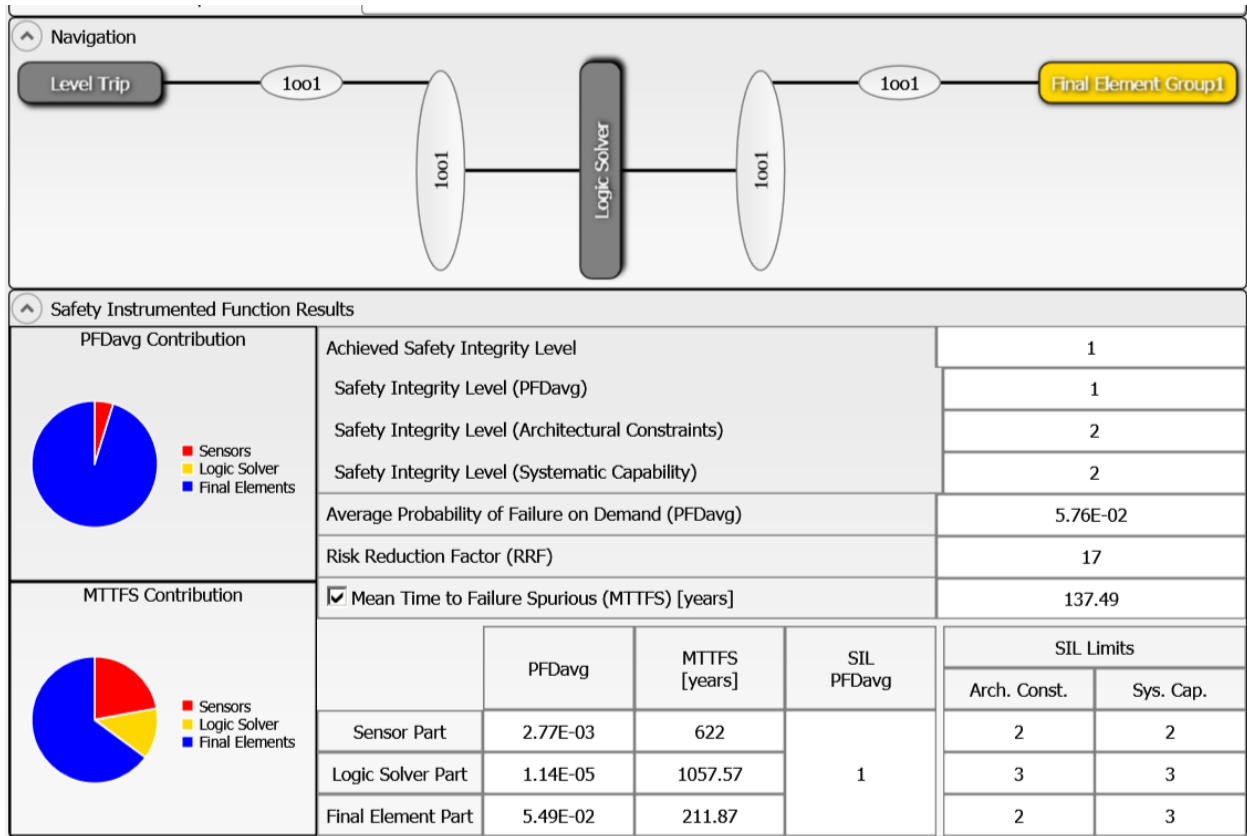 Navigation
Level Trip
1oo1
1oo1
Logic Solver
1oo1
1oo1
Final Element Group1
Safety Instrumented Function Results
PFDavg Contribution
Sensors
Logic Solver
Final Elements
Achieved Safety Integrity Level 1
Safety Integrity Level (PFDavg) 1
Safety Integrity Level (Architectural Constraints) 2
Safety Integrity Level (Systematic Capability) 2
Average Probability of Failure on Demand (PFDavg) 5.76E-02
Risk Reduction Factor (RRF) 17
MTTFS Contribution
Sensors
Logic Solver
Final Elements
Mean Time to Failure Spurious (MTTFS) [years] 137.49
PFDavg MTTFS [years] SIL PFDavg SIL Limits
Arch. Const. Sys. Cap.
Sensor Part 2.77E-03 622 2 2
Logic Solver Part 1.14E-05 1057.57 1 3 3
Final Element Part 5.49E-02 211.87 2 3